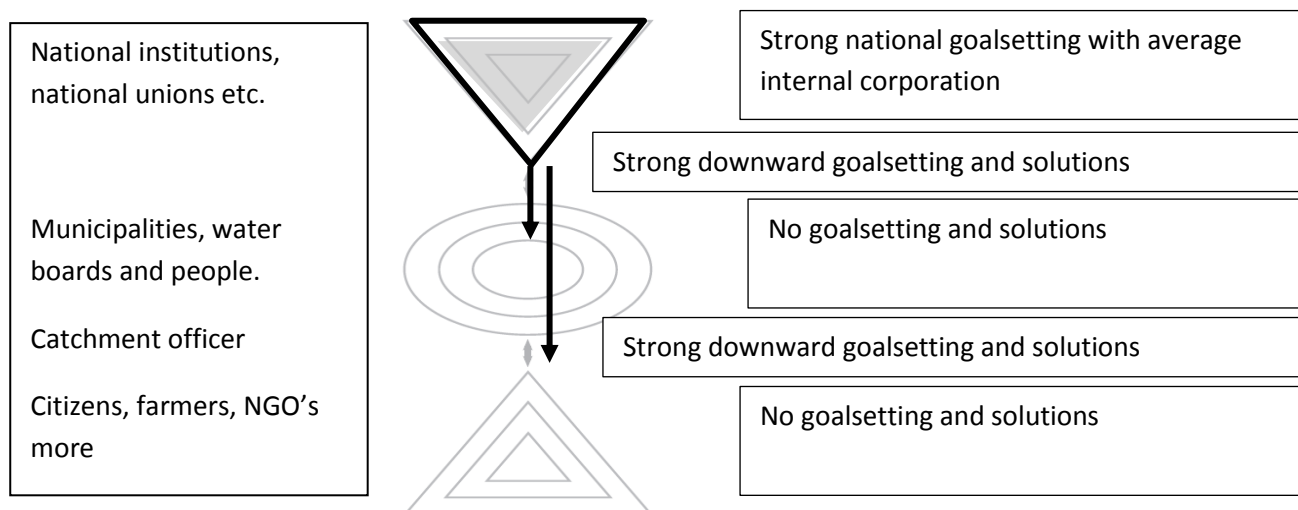 National institutions,
national unions etc.
Municipalities, water
boards and people.
Catchment officer
Citizens, farmers, NGO’s
more
Strong national goalsetting with average
internal corporation
Strong downward goalsetting and solutions
No goalsetting and solutions
Strong downward goalsetting and solutions
No goalsetting and solutions